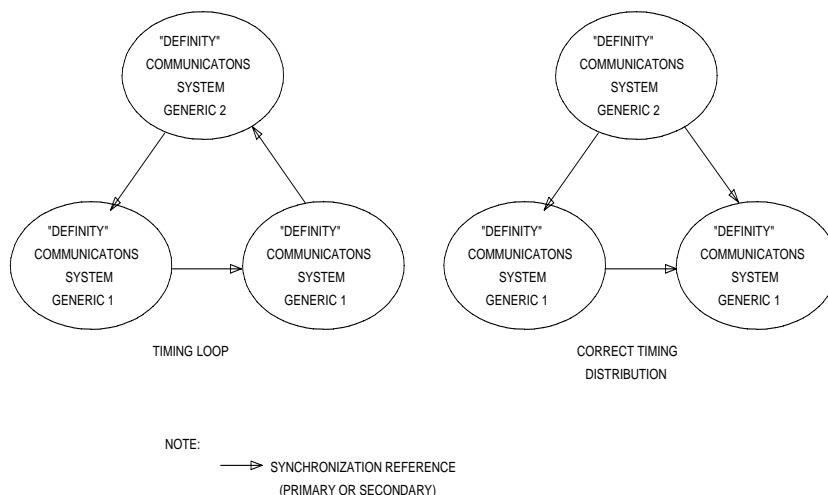 "DEFINITY"
COMMUNICATONS
SYSTEM
GENERIC 2
"DEFINITY"
COMMUNICATONS
SYSTEM
GENERIC 1
"DEFINITY"
COMMUNICATONS
SYSTEM
GENERIC 1
TIMING LOOP
"DEFINITY"
COMMUNICATONS
SYSTEM
GENERIC 2
"DEFINITY"
COMMUNICATONS
SYSTEM
GENERIC 1
"DEFINITY"
COMMUNICATONS
SYSTEM
GENERIC 1
CORRECT TIMING
DISTRIBUTION
NOTE:
SYNCHRONIZATION REFERENCE
(PRIMARY OR SECONDARY)